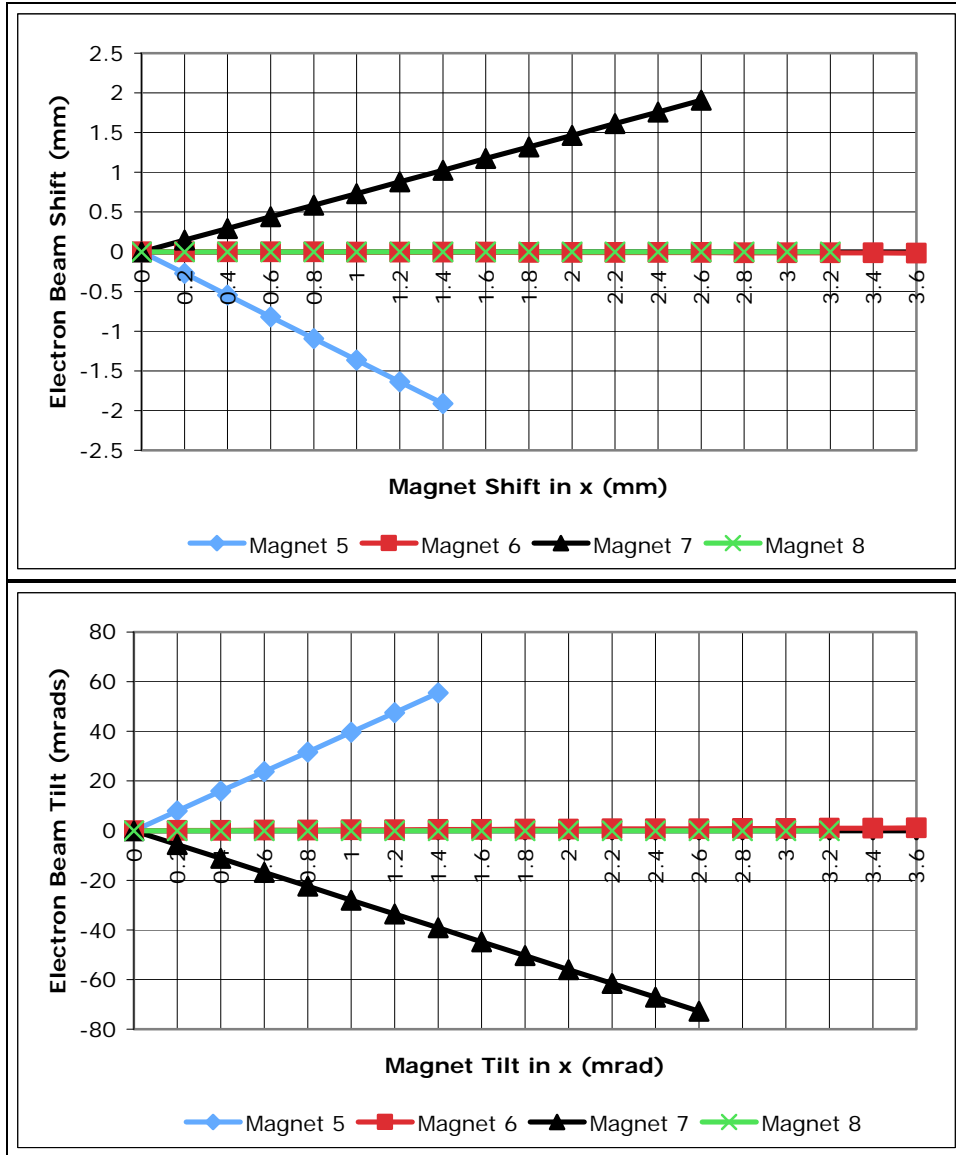 2.5
2
1.5
1
0.5
0
-0.5
-1
-1.5
-2
-2.5
Electron Beam Shift (mm)
0 0.2 0.4 0.6 0.8 1 1.2 1.4 1.6 1.8 2 2.2 2.4 2.6 2.8 3 3.2 3.4 3.6
Magnet Shift in x (mm)
Magnet 5 Magnet 6 Magnet 7 Magnet 8
80
60
40
20
0
-20
-40
-60
-80
Electron Beam Tilt (mrads)
0 0.2 0.4 0.6 0.8 1 1.2 1.4 1.6 1.8 2 2.2 2.4 2.6 2.8 3 3.2 3.4 3.6
Magnet Tilt in x (mrad)
Magnet 5 Magnet 6 Magnet 7 Magnet 8